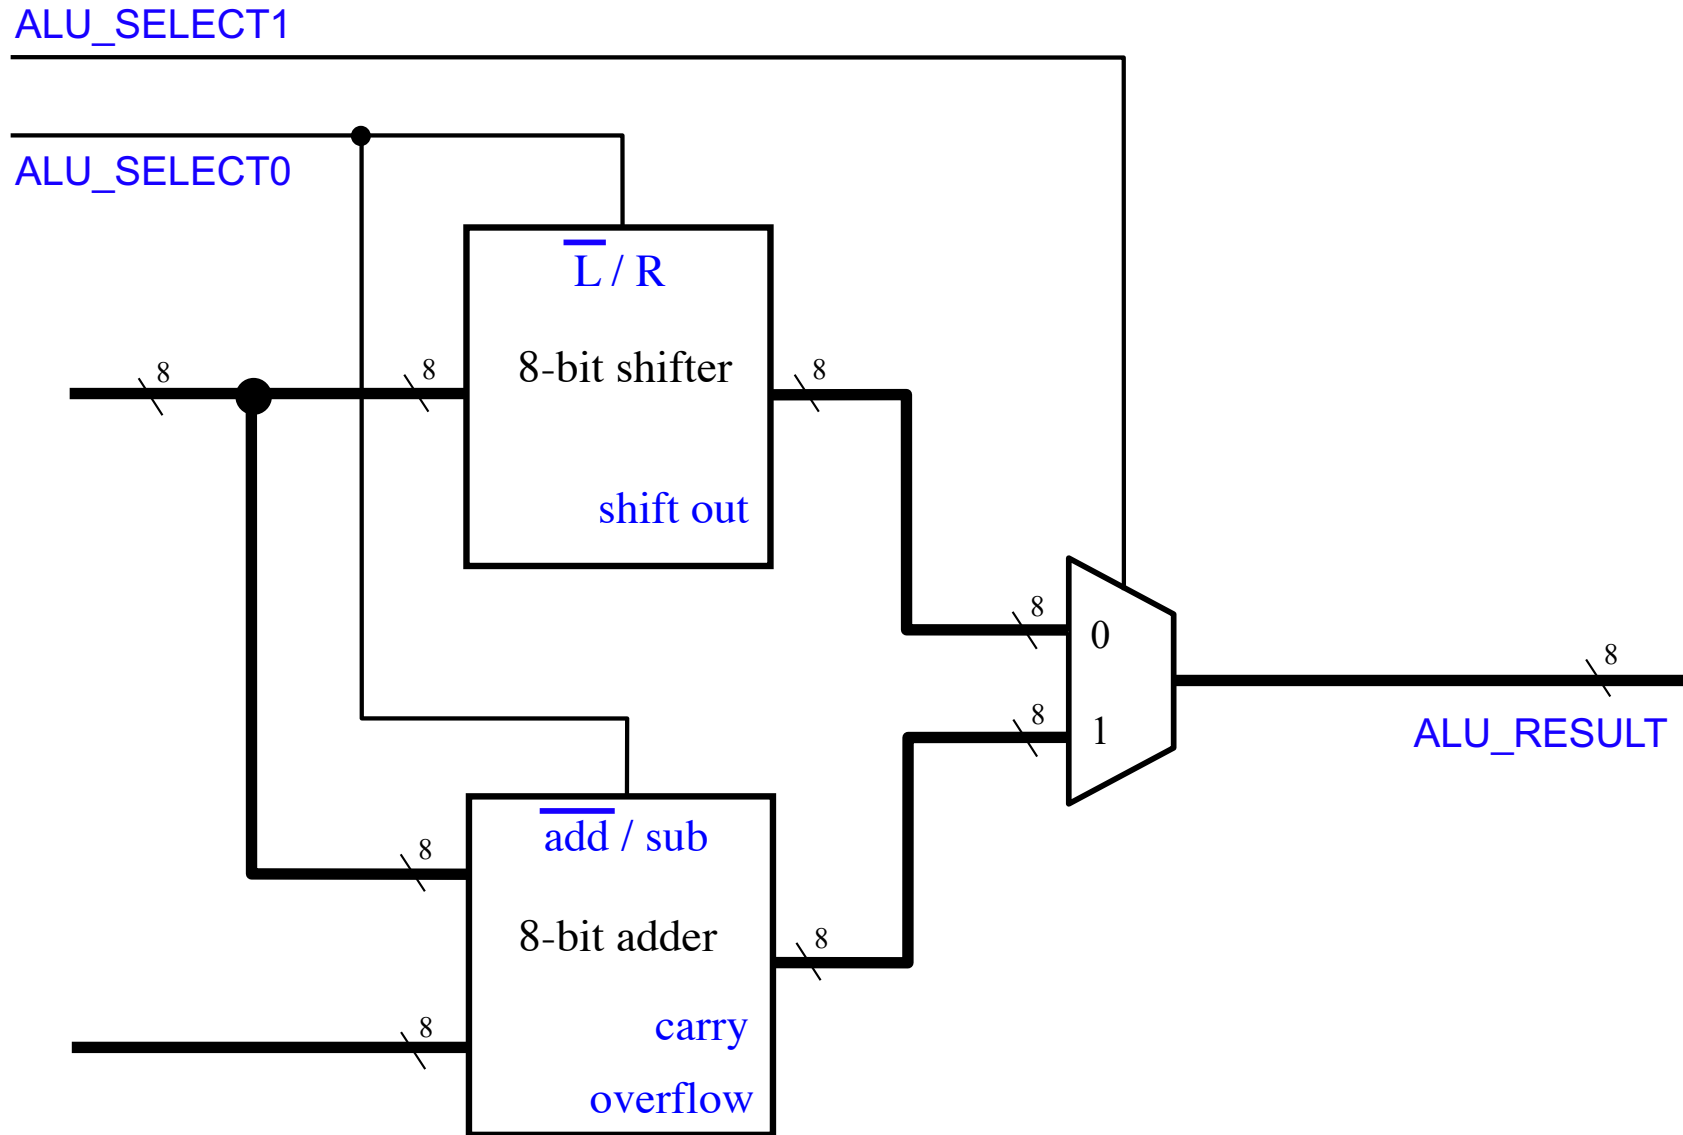 ALU_SELECT1
ALU_SELECT0
L / R
8
8
8-bit shifter
8
shift out
8
0
8
ALU_RESULT
8
1
add / sub
8
8-bit adder
8
carry
8
overflow